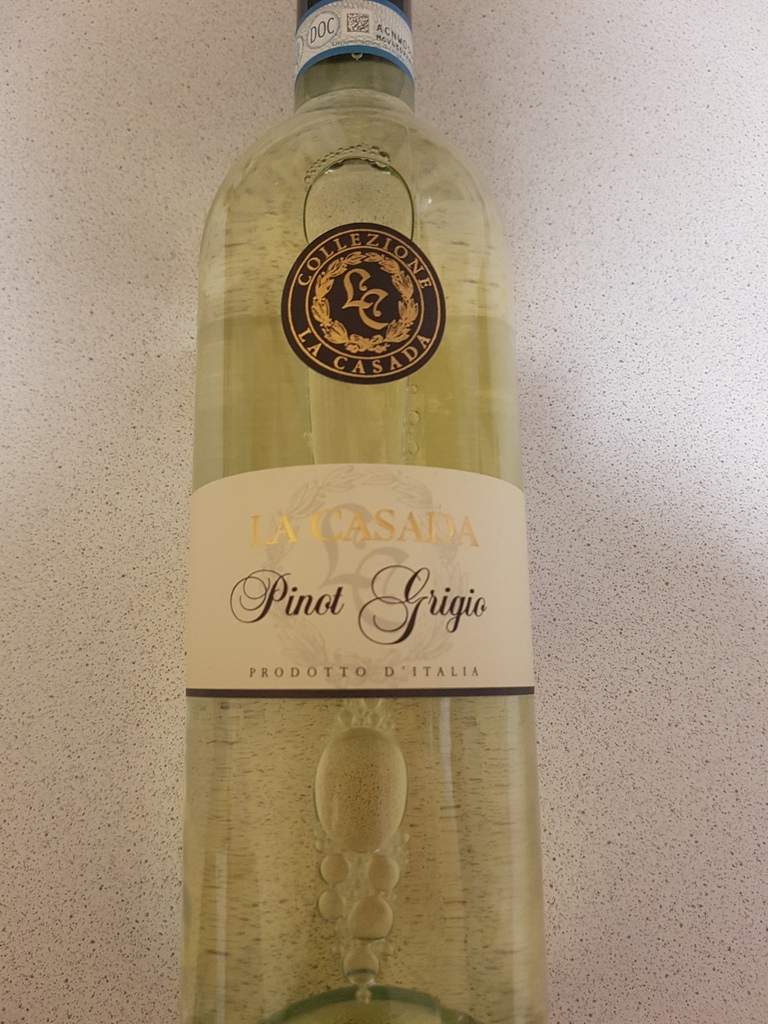 DOC
COLLEZIONE
LC
LA CASADA
LA CASADA
Pinot Grigio
PRODOTTO D'ITALIA